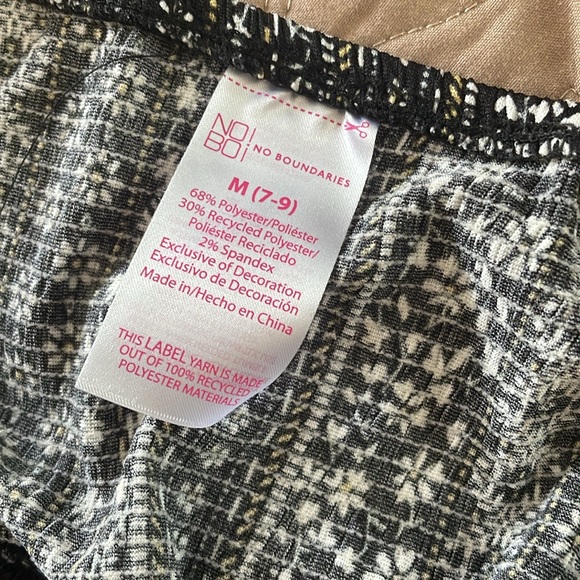 NO!
BO!
NO BOUNDARIES
M (7-9)
68% Polyester/Poliéster
30% Recycled Polyester/
Poliéster Reciclado
2% Spandex
Exclusive of Decoration
Exclusivo de Decoración
Made in/Hecho en China
THIS LABEL YARN IS MADE
OUT OF 100% RECYCLED
POLYESTER MATERIALS